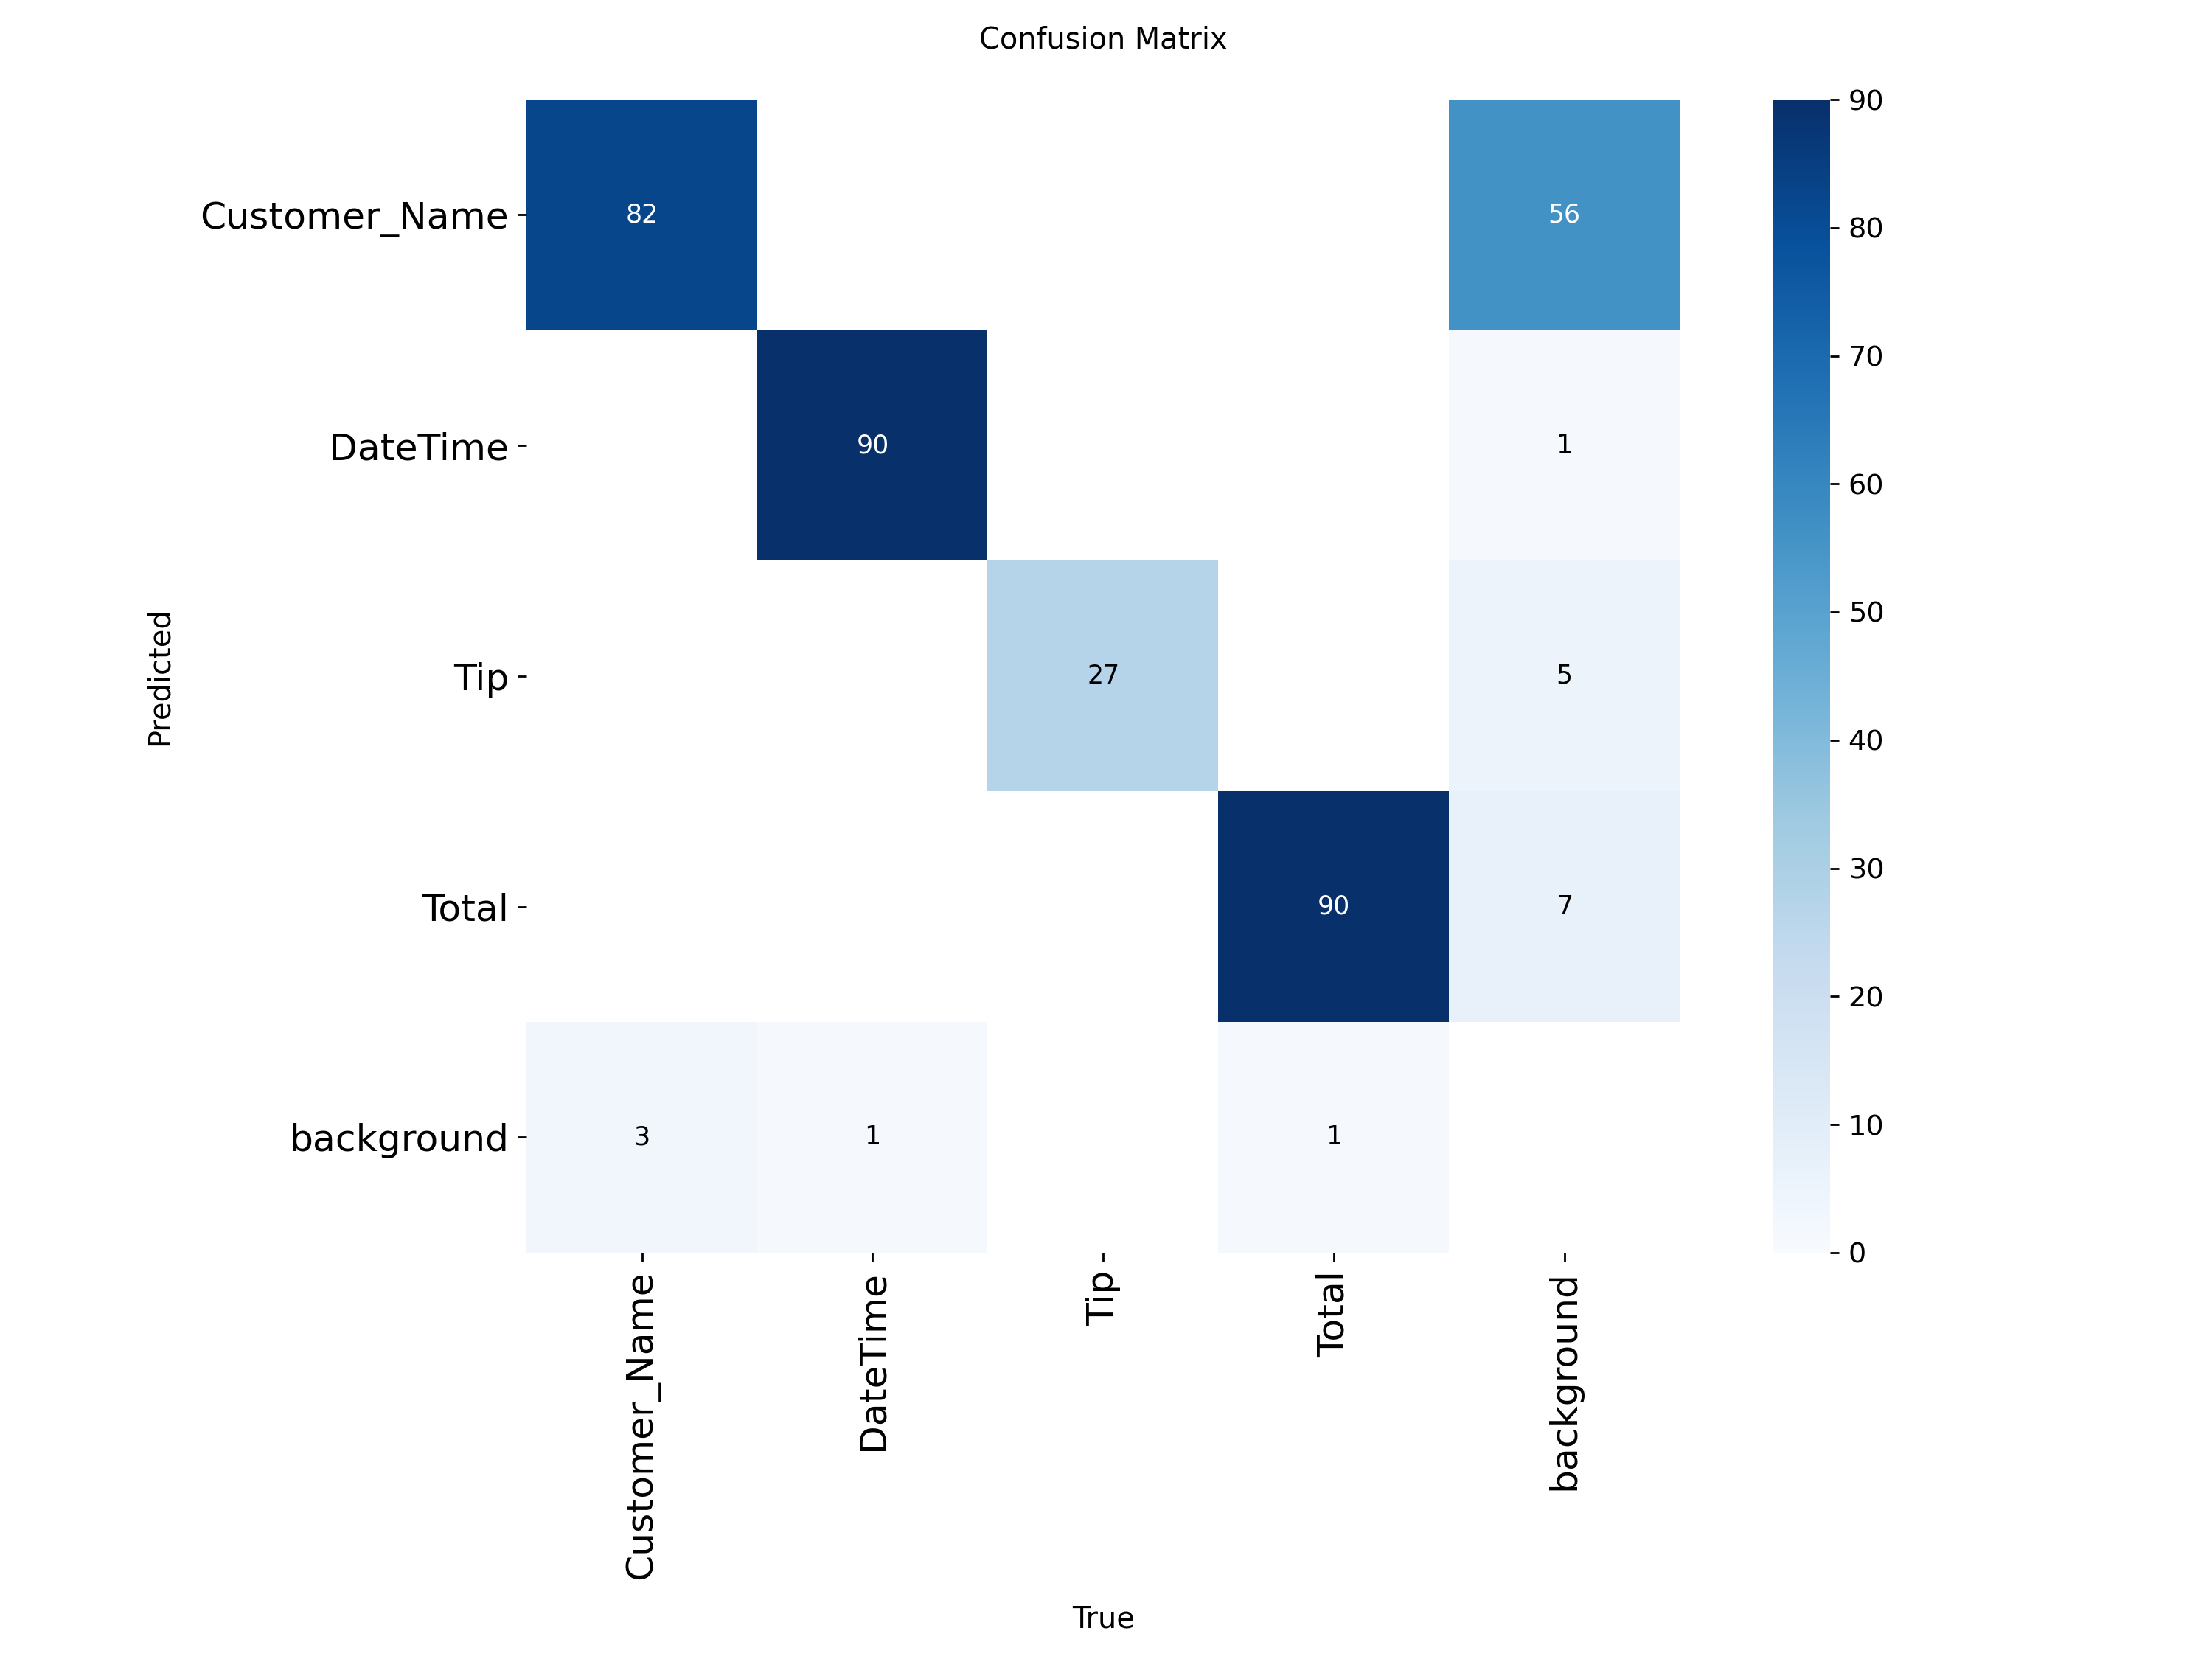 Confusion Matrix
Customer_Name
82
56
DateTime
90
1
Tip
27
5
Total
90
7
background
3
1
1
Customer_Name
DateTime
Tip
Total
background
Predicted
True
90
80
70
60
50
40
30
20
10
0